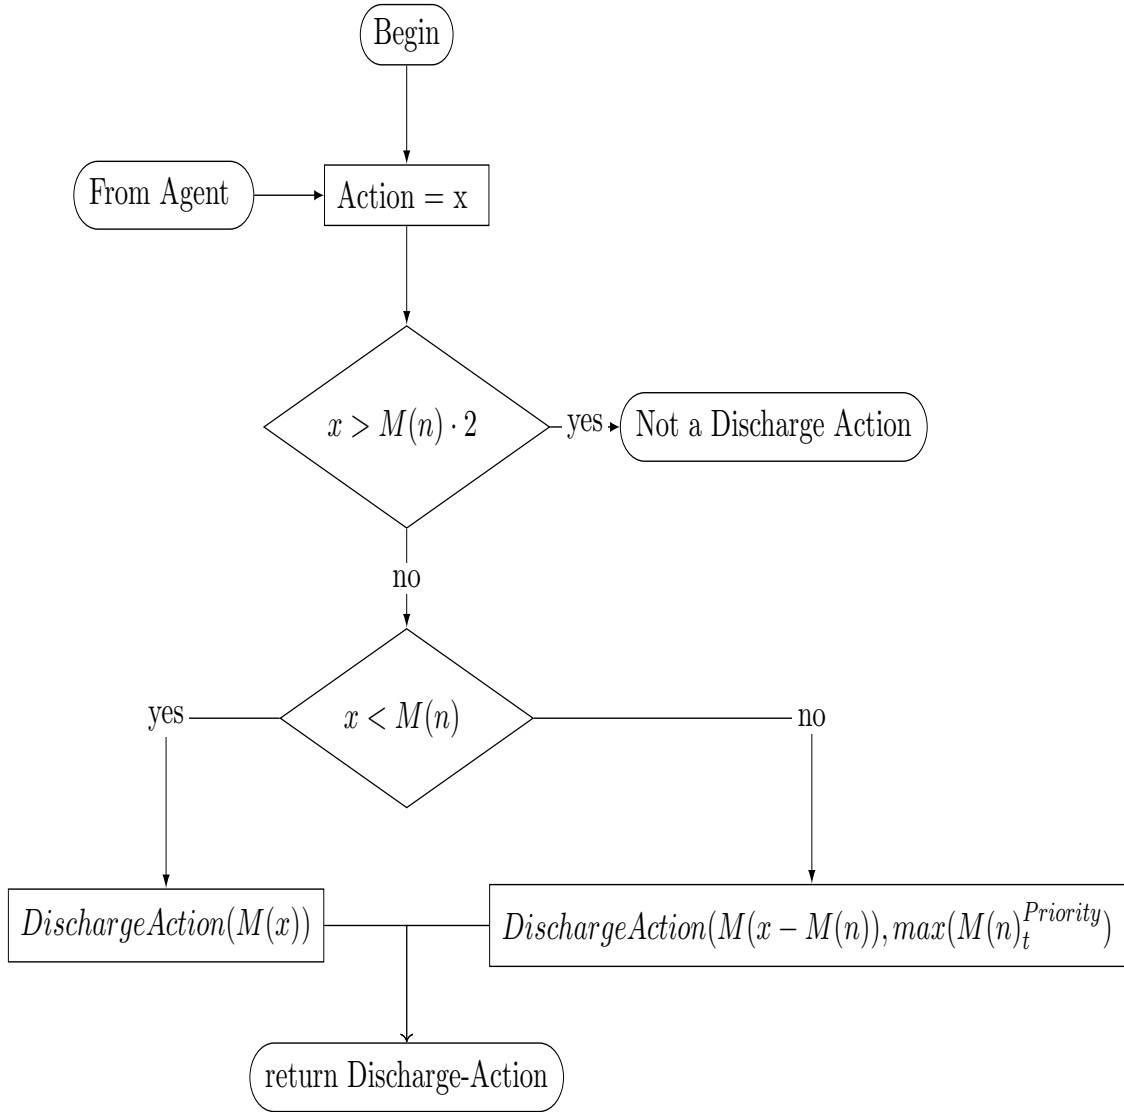 Begin
From Agent
Action = x
x > M(n) · 2
yes
Not a Discharge Action
no
x < M(n)
yes
no
DischargeAction(M(x))
DischargeAction(M(x − M(n)), max(M(n)_t^{Priority})
return Discharge-Action